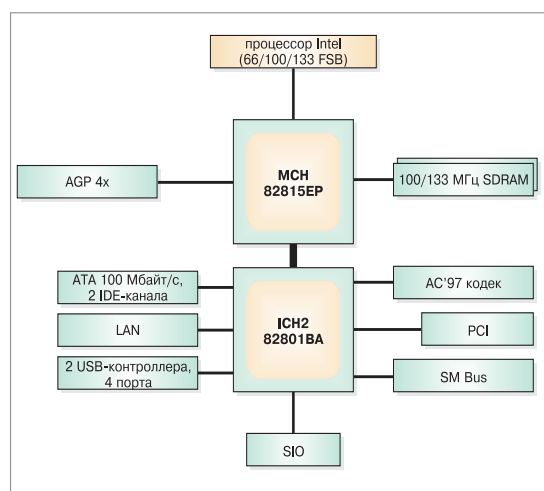 процессор Intel
(66/100/133 FSB)
MCH
82815EP
AGP 4x
100/133 МГц SDRAM
ATA 100 Мбайт/с,
2 IDE-канала
AC'97 кодек
ICH2
82801BA
LAN
PCI
2 USB-контроллера,
4 порта
SM Bus
SIO